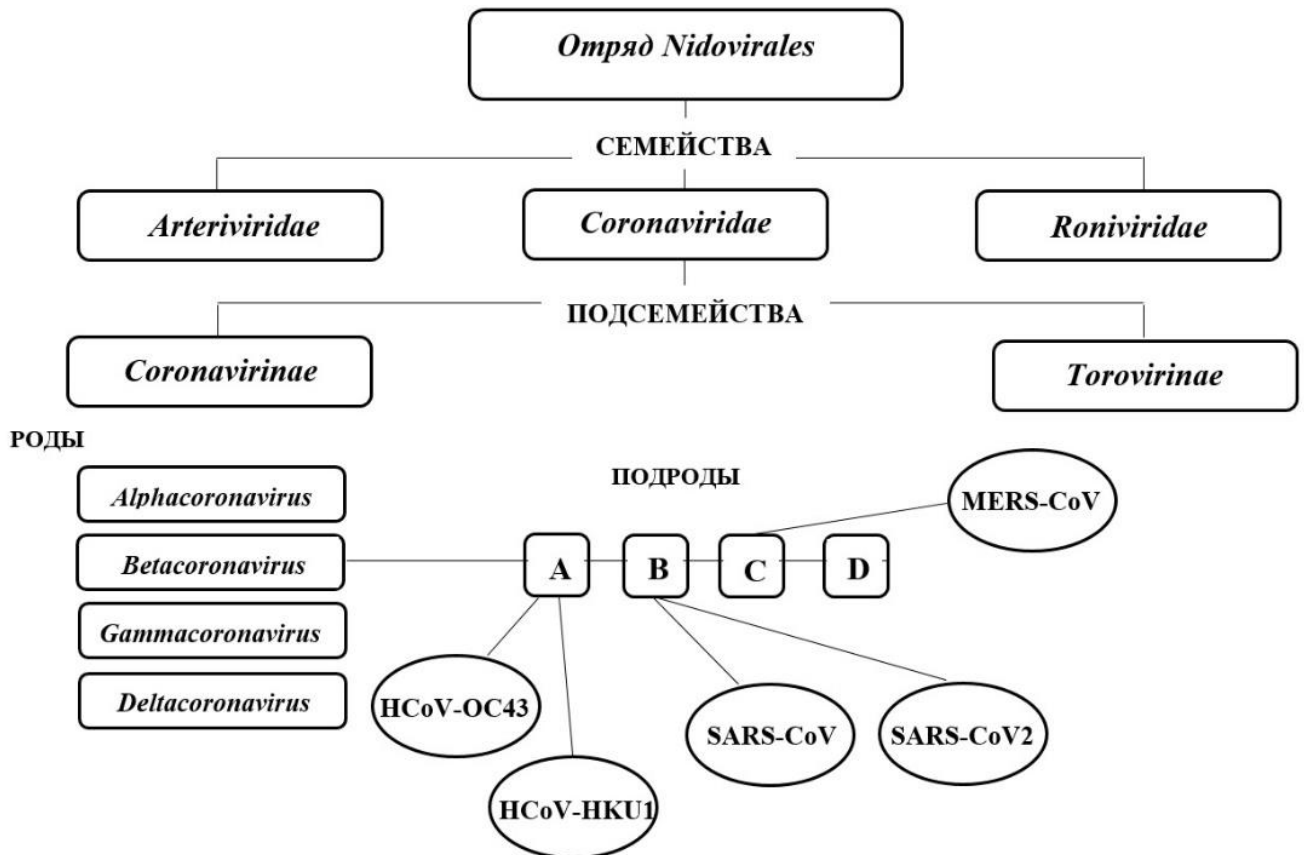 Отряд Nidovirales
СЕМЕЙСТВА
Arteriviridae
Coronaviridae
Roniviridae
ПОДСЕМЕЙСТВА
Coronavirinae
Torovirinae
РОДЫ
ПОДРОДЫ
Alphacoronavirus
Betacoronavirus
Gammacoronavirus
Deltacoronavirus
A
B
C
D
MERS-CoV
HCoV-OC43
HCoV-HKU1
SARS-CoV
SARS-CoV2